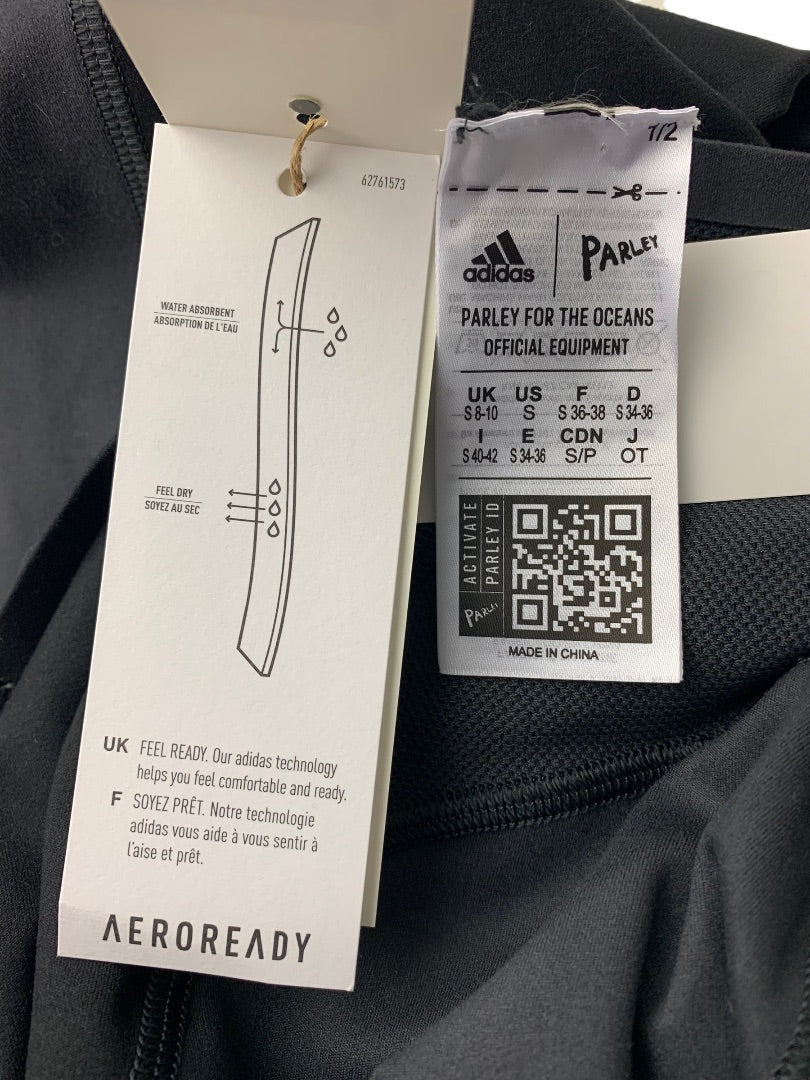 62761573
WATER ABSORBENT
ABSORPTION DE L'EAU
FEEL DRY
SOYEZ AU SEC
UK FEEL READY. Our adidas technology
helps you feel comfortable and ready.
F SOYEZ PRÊT. Notre technologie
adidas vous aide à vous sentir à
l'aise et prêt.
AEROREADY
1/2
adidas PARLEY
PARLEY FOR THE OCEANS
OFFICIAL EQUIPMENT
UK US F D
S 8-10 S S 36-38 S 34-36
I E CDN J
S 40-42 S 34-36 S/P OT
ACTIVATE
PARLEY ID
PARLEY
MADE IN CHINA